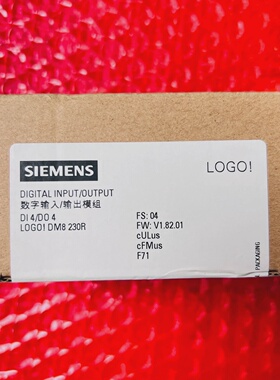 SIEMENS
LOGO!
DIGITAL INPUT/OUTPUT
数字输入/输出模组
DI 4/DO 4
LOGO! DM8 230R
FS: 04
FW: V1.82.01
cULus
cFMus
F71
PACKAGING